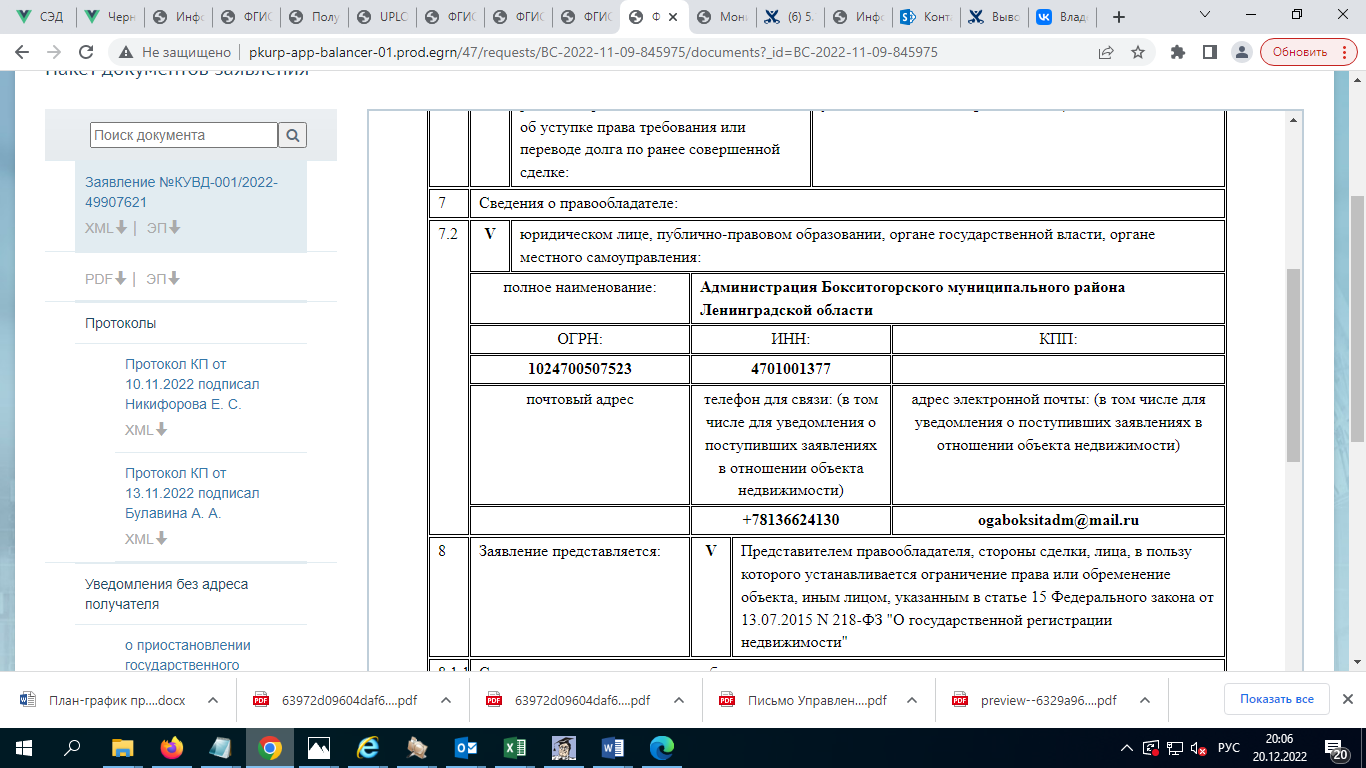 СЭД
Черн
Инфо
ФГИС
Полу
UPLC
ФГИС
ФГИС
ФГИС
Ф
Мони
(6) 5.
Инфо
Конта
Выво
Влад
Не защищено
pkurp-app-balancer-01.prod.egrn/47/requests/BC-2022-11-09-845975/documents?_id=BC-2022-11-09-845975
Обновить
Пакет документов заявления
Поиск документа
Заявление №КУВД-001/2022-
49907621
XML | ЭП
PDF | ЭП
Протоколы
Протокол КП от
10.11.2022 подписал
Никифорова Е. С.
XML
Протокол КП от
13.11.2022 подписал
Булавина А. А.
XML
Уведомления без адреса
получателя
о приостановлении
государственного
об уступке права требования или
переводе долга по ранее совершенной
сделке:
7 Сведения о правообладателе:
7.2 V юридическом лице, публично-правовом образовании, органе государственной власти, органе
местного самоуправления:
полное наименование: Администрация Бокситогорского муниципального района
Ленинградской области
ОГРН: ИНН: КПП:
1024700507523 4701001377
почтовый адрес телефон для связи: (в том адрес электронной почты: (в том числе для
числе для уведомления о уведомления о поступивших заявлениях в
поступивших заявлениях отношении объекта недвижимости)
в отношении объекта
недвижимости)
+78136624130 ogaboksitadm@mail.ru
8 Заявление представляется: V Представителем правообладателя, стороны сделки, лица, в пользу
которого устанавливается ограничение права или обременение
объекта, иным лицом, указанным в статье 15 Федерального закона от
13.07.2015 N 218-ФЗ "О государственной регистрации
недвижимости"
План-график пр....docx
63972d09604daf6....pdf
63972d09604daf6....pdf
Письмо Управлен....pdf
preview--6329a96....pdf
Показать все
РУС
20:06
20.12.2022
20